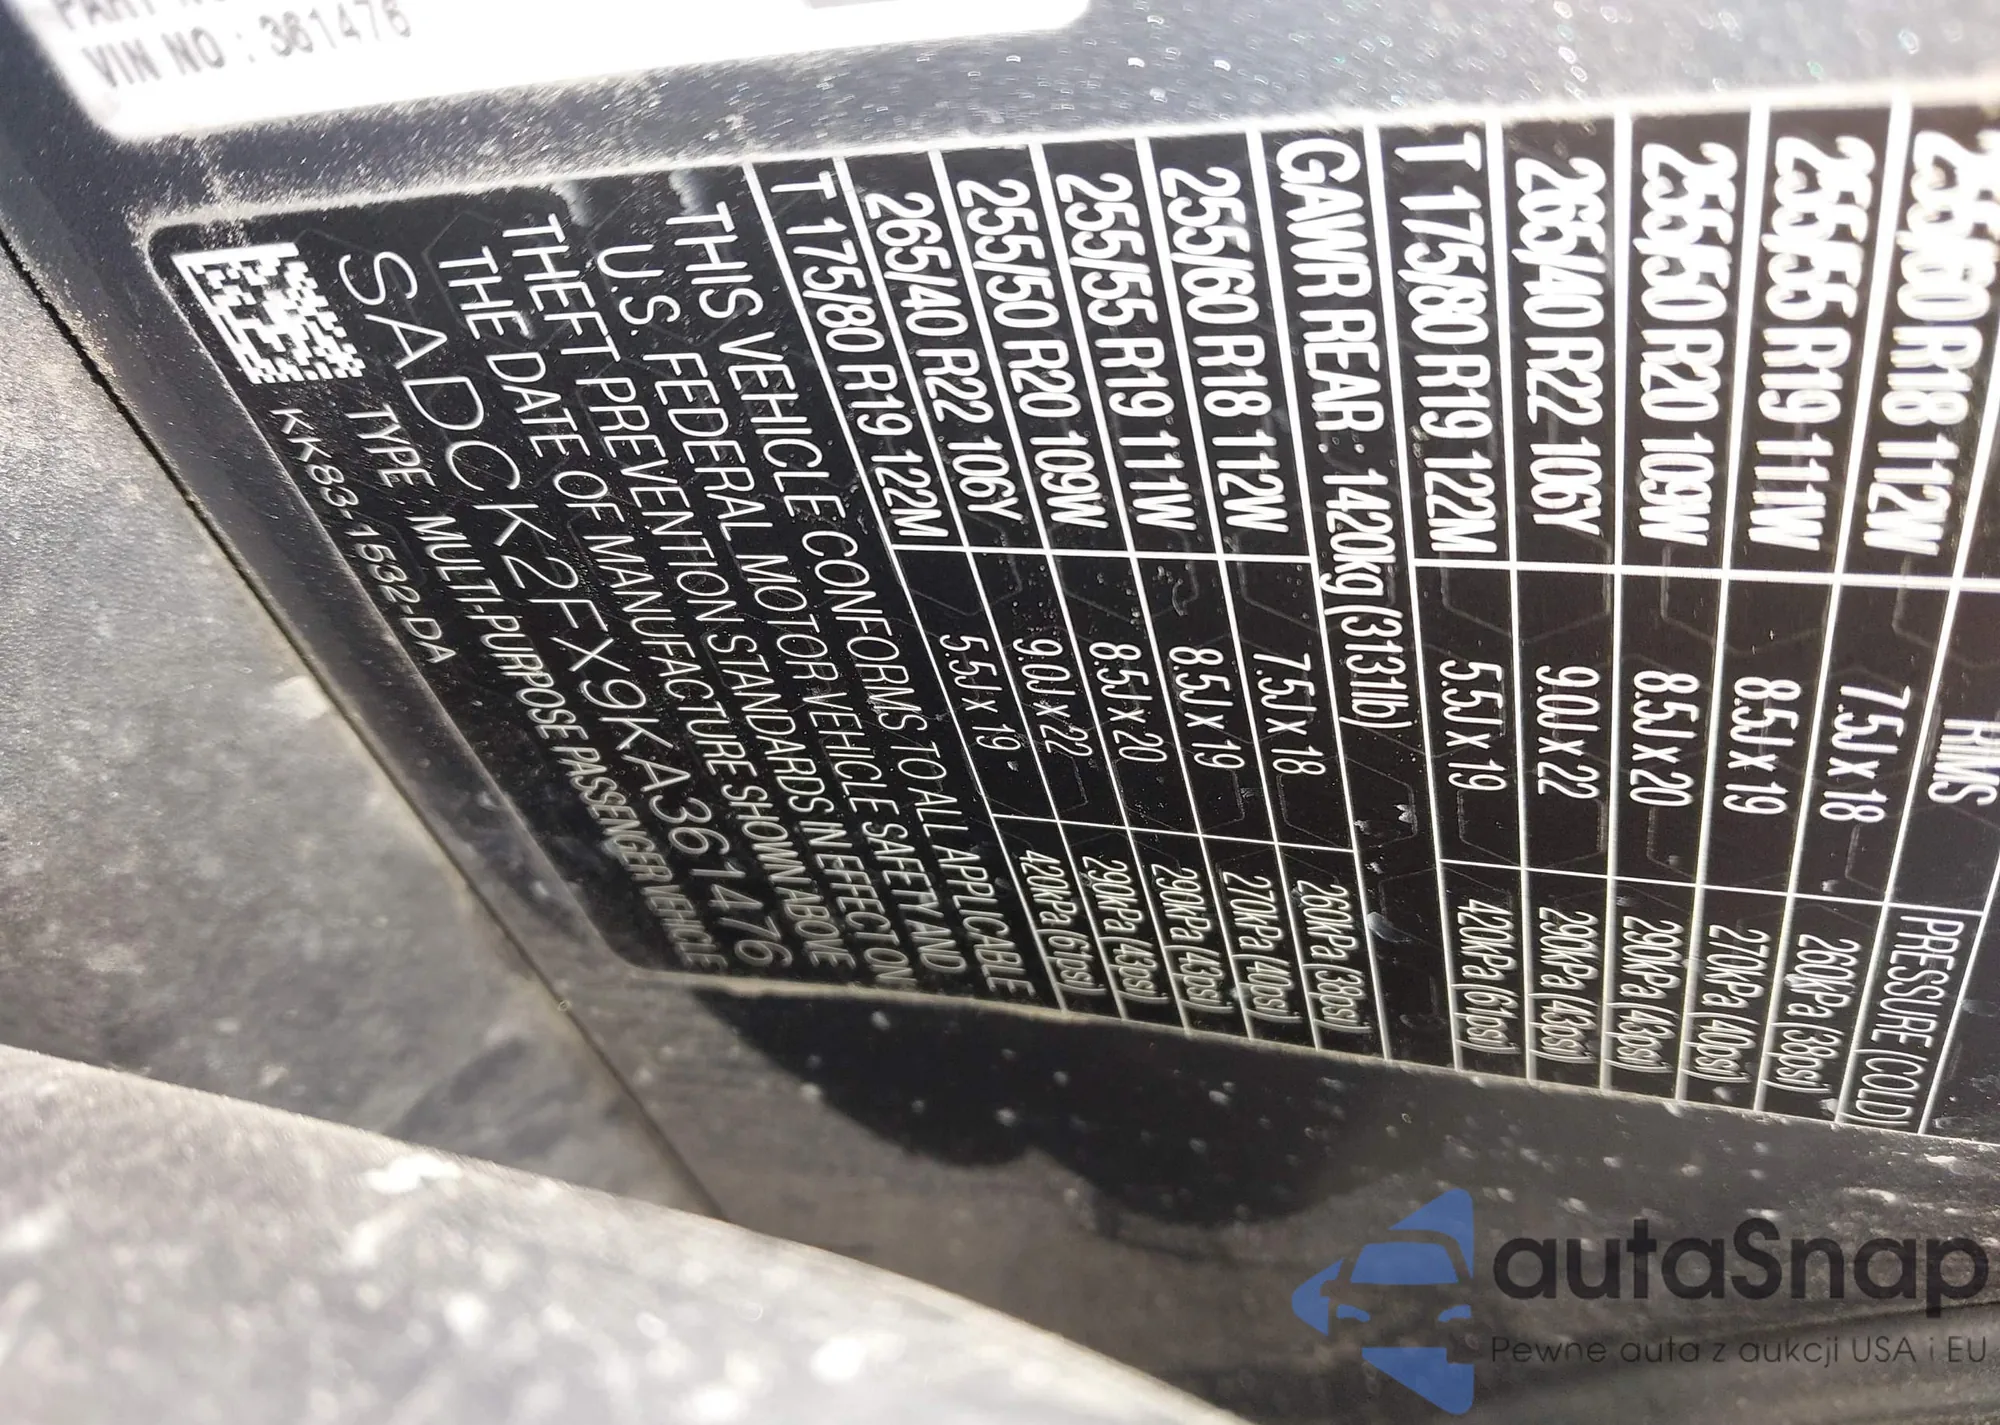 VIN NO : 361476
RIMS PRESSURE (COLD)
255/60 R18 112W 7.5J x 18 260kPa (38psi)
255/55 R19 111W 8.5J x 19 270kPa (40psi)
255/50 R20 109W 8.5J x 20 290kPa (43psi)
265/40 R22 106Y 9.0J x 22 290kPa (43psi)
T 175/80 R19 122M 5.5J x 19 420kPa (61psi)
GAWR REAR : 1420kg (3131lb)
255/60 R18 112W 7.5J x 18 260kPa (38psi)
255/55 R19 111W 8.5J x 19 270kPa (40psi)
255/50 R20 109W 8.5J x 20 290kPa (43psi)
265/40 R22 106Y 9.0J x 22 290kPa (43psi)
T 175/80 R19 122M 5.5J x 19 420kPa (61psi)
THIS VEHICLE CONFORMS TO ALL APPLICABLE
U.S. FEDERAL MOTOR VEHICLE SAFETY AND
THEFT PREVENTION STANDARDS IN EFFECT ON
THE DATE OF MANUFACTURE SHOWN ABOVE
SADCK2FX9KA361476
TYPE : MULTI-PURPOSE PASSENGER VEHICLE
KK83-1532-DA
autaSnap
Pewne auta z aukcji USA i EU